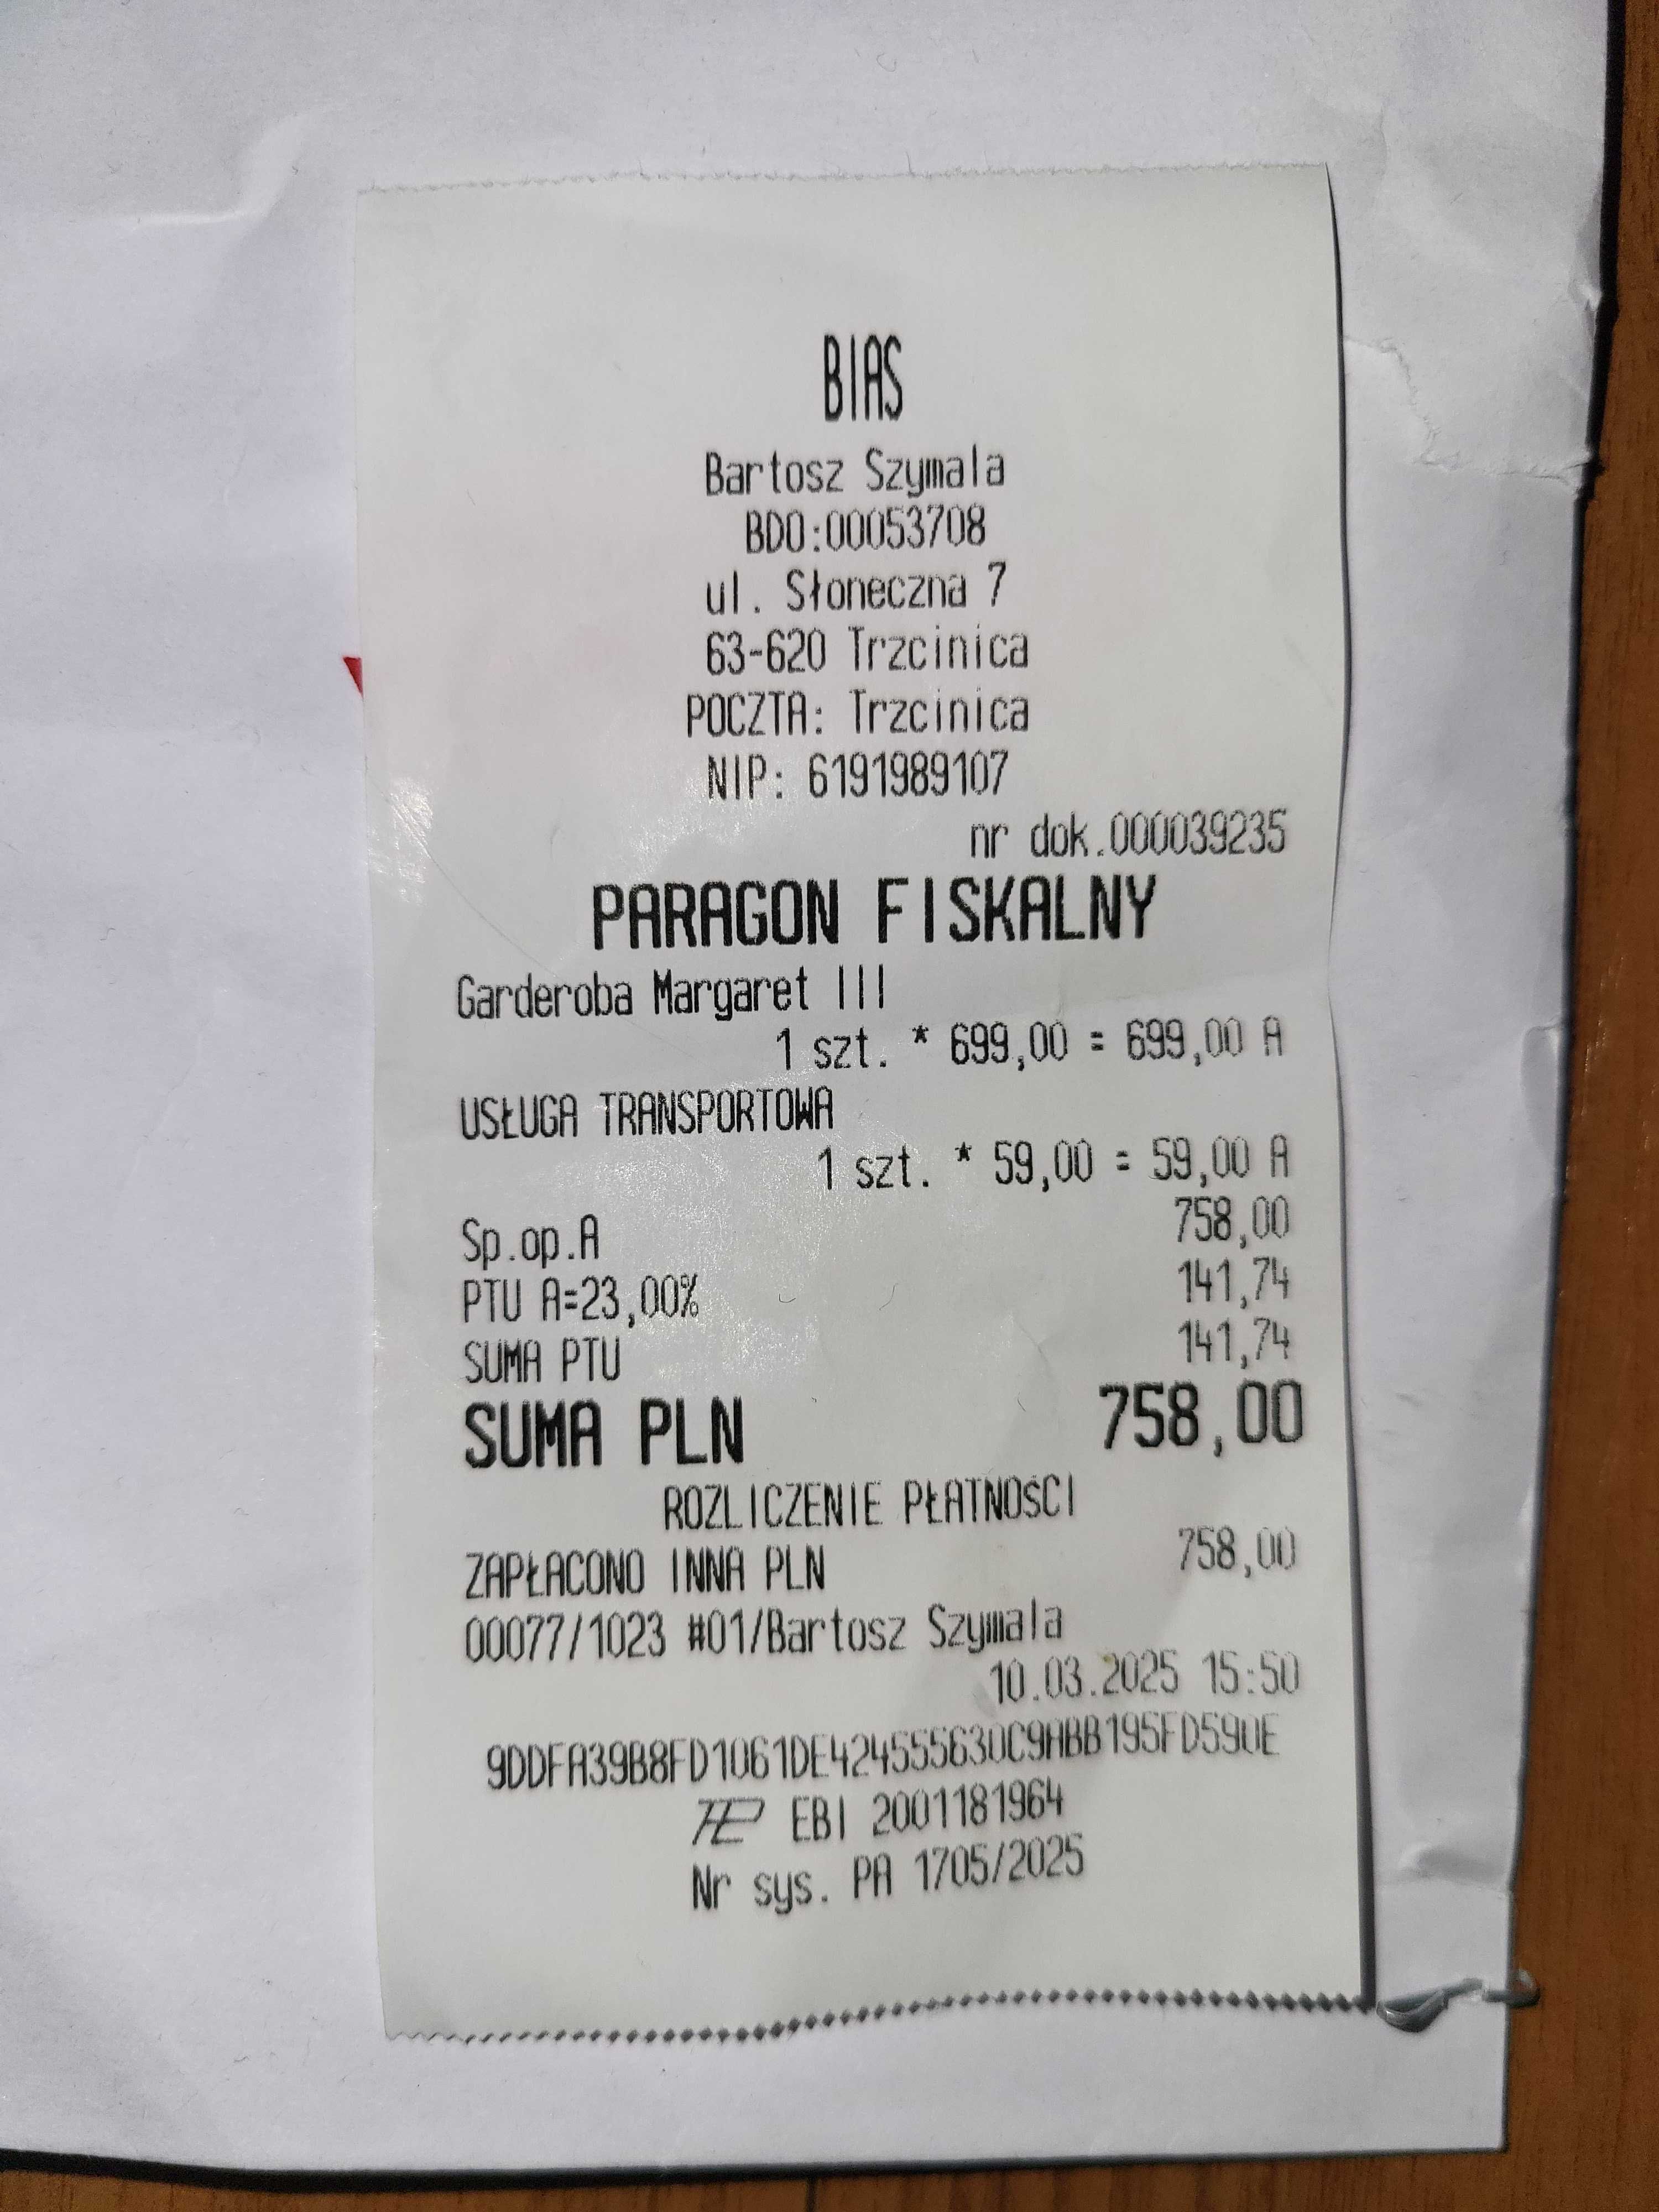 BIAS
Bartosz Szymala
BDO:00053708
ul. Słoneczna 7
63-620 Trzcinica
POCZTA: Trzcinica
NIP: 6191989107
nr dok.000039235
PARAGON FISKALNY
Garderoba Margaret III
1 szt. * 699,00 = 699,00 A
USŁUGA TRANSPORTOWA
1 szt. * 59,00 = 59,00 A
Sp.op.A 758,00
PTU A=23,00% 141,74
SUMA PTU 141,74
SUMA PLN 758,00
ROZLICZENIE PŁATNOŚCI
ZAPŁACONO INNA PLN 758,00
00077/1023 #01/Bartosz Szymala
10.03.2025 15:50
9DDFA39B8FD1061DE424555630C9ABB195FD590E
EBI 2001181964
Nr sys. PA 1705/2025